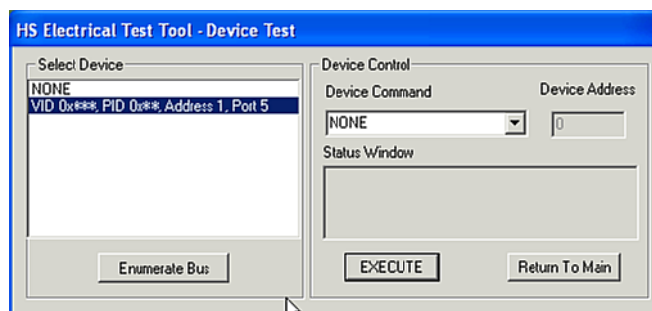 HS Electrical Test Tool - Device Test
Select Device
NONE
VID 0x***, PID 0x**, Address 1, Port 5
Enumerate Bus
Device Control
Device Command
Device Address
NONE
0
Status Window
EXECUTE
Return To Main